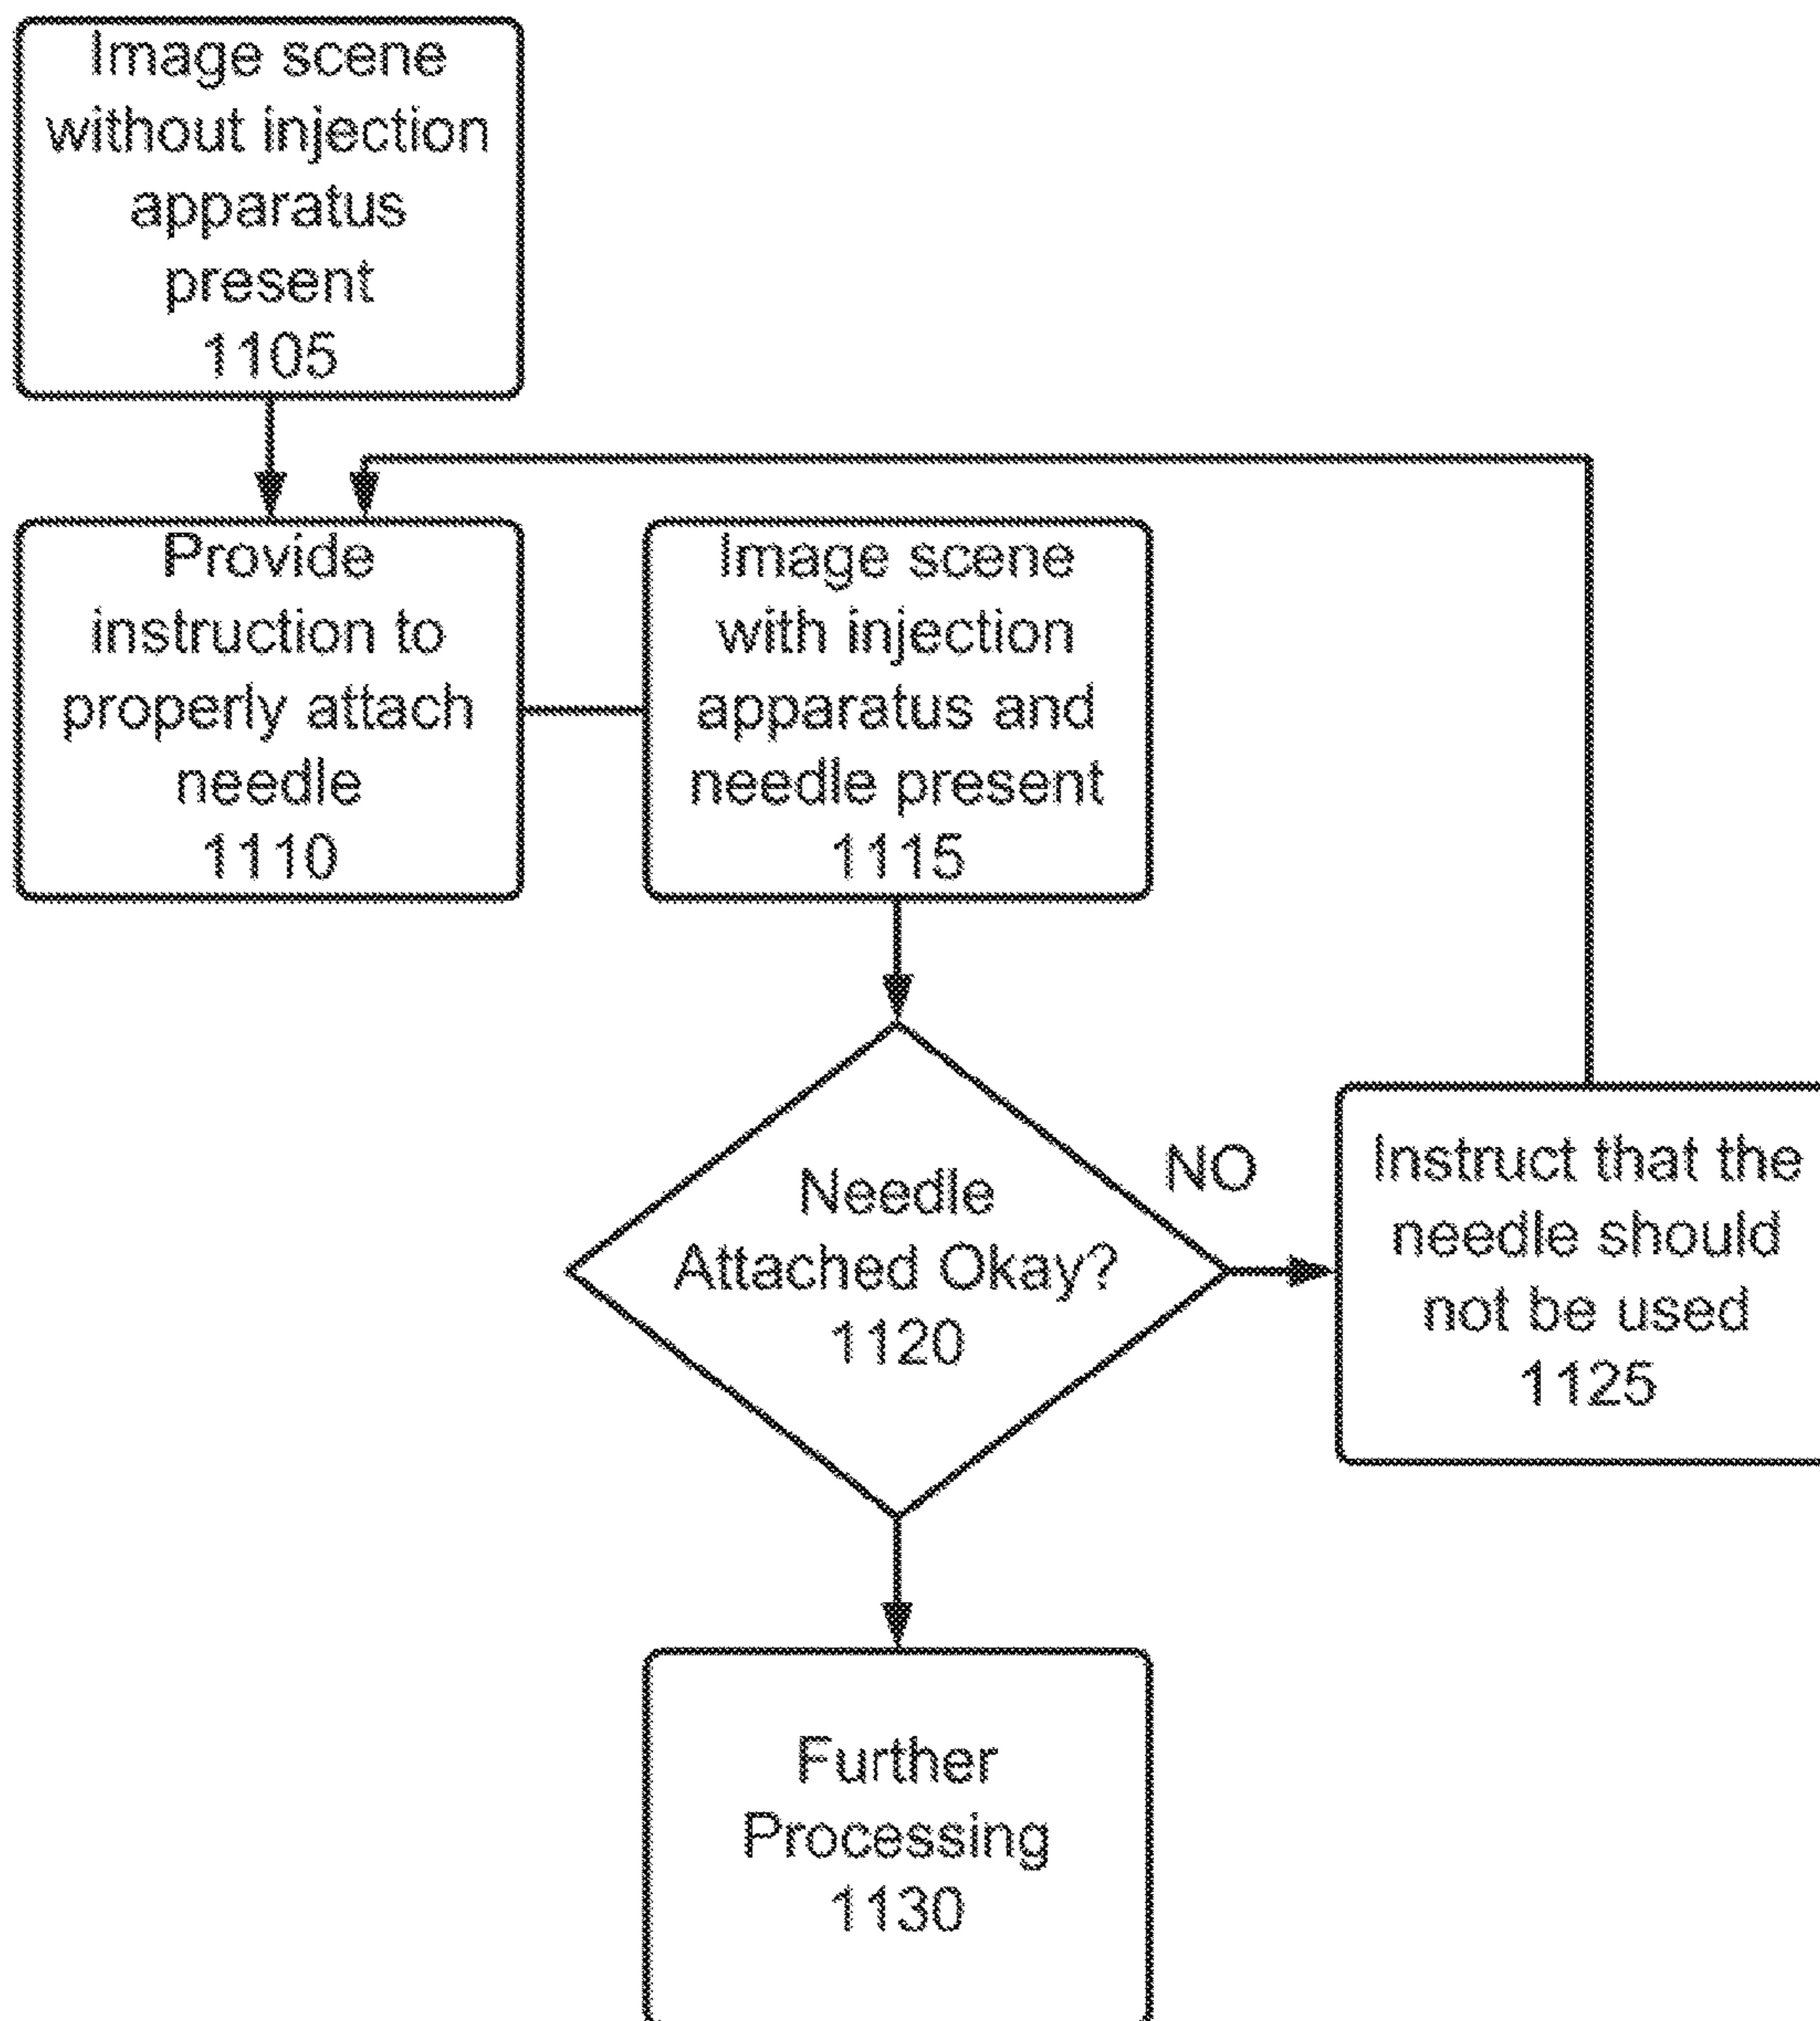 Image scene
without injection
apparatus
present
1105
Provide
instruction to
properly attach
needle
1110
Image scene
with injection
apparatus and
needle present
1115
Needle
Attached Okay?
1120
NO
Instruct that the
needle should
not be used
1125
Further
Processing
1130